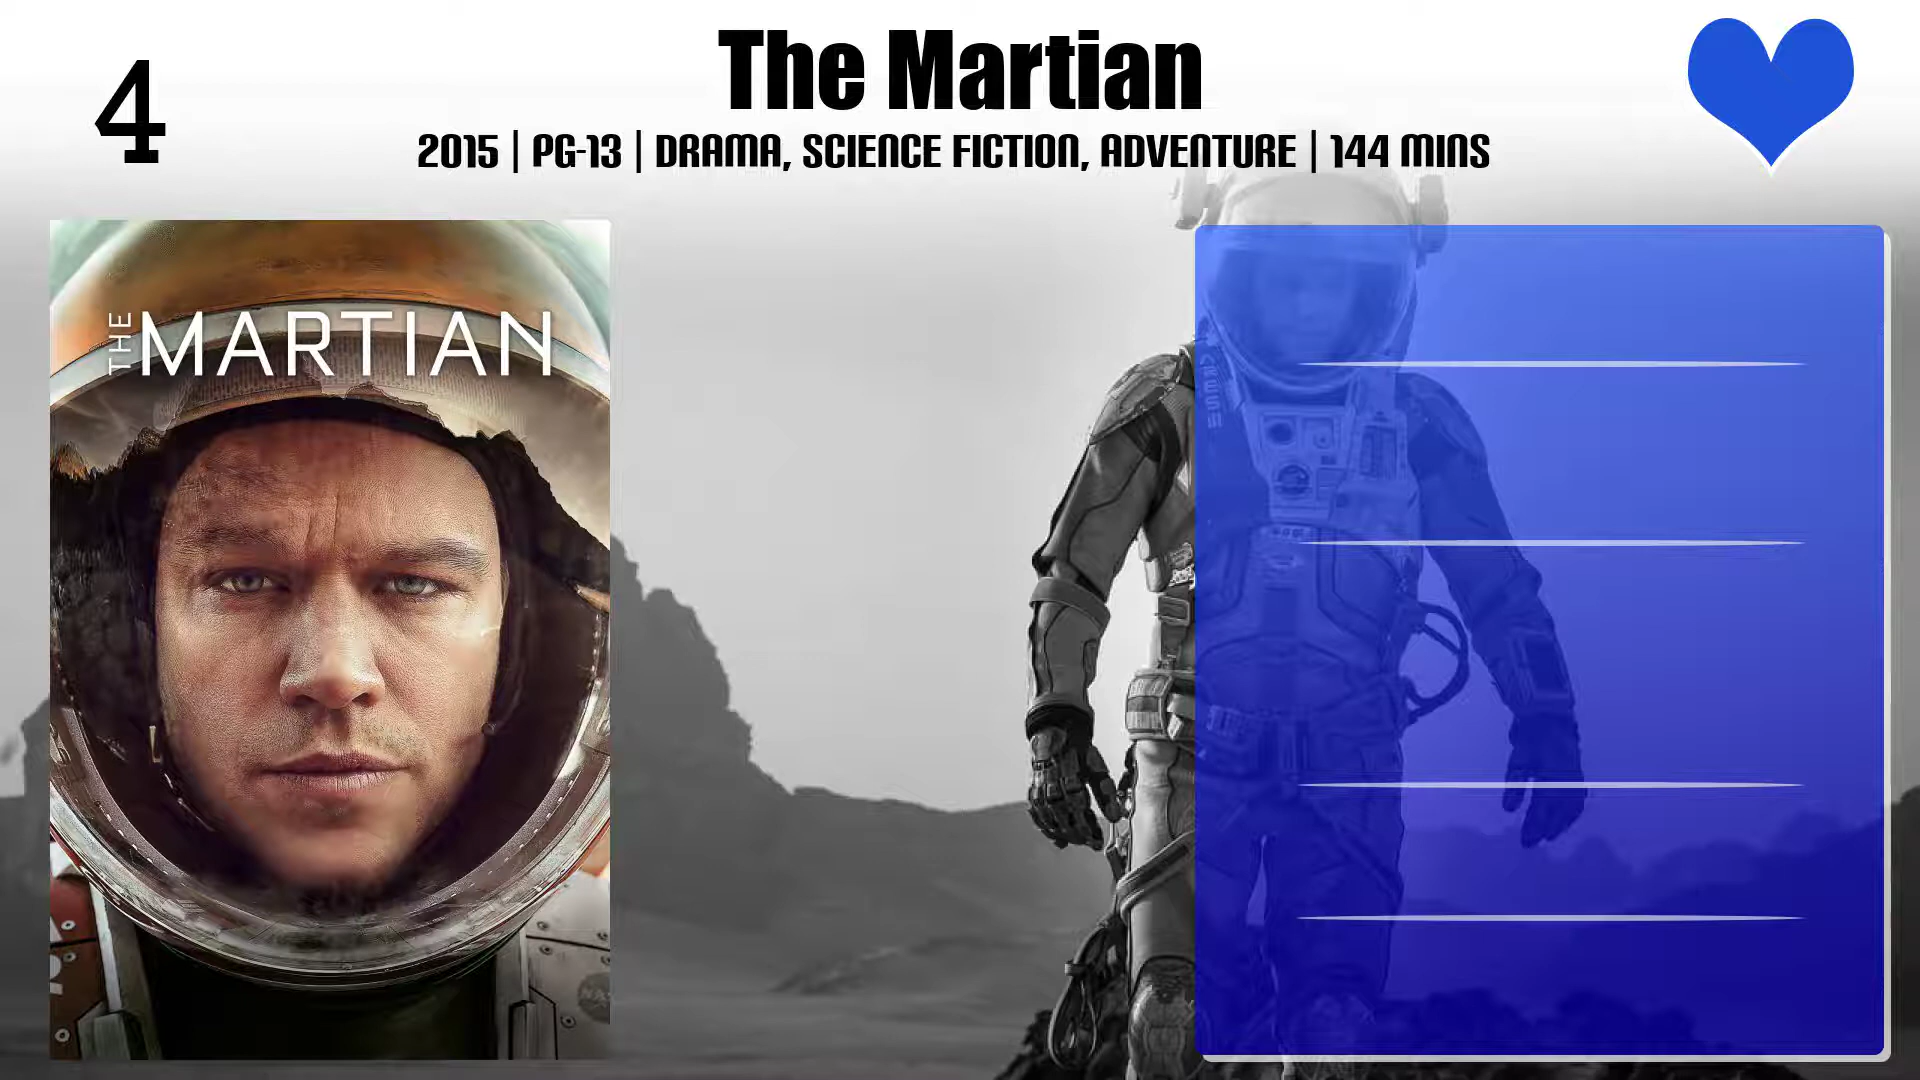 4
The Martian
2015 | PG-13 | DRAMA, SCIENCE FICTION, ADVENTURE | 144 MINS
THE MARTIAN